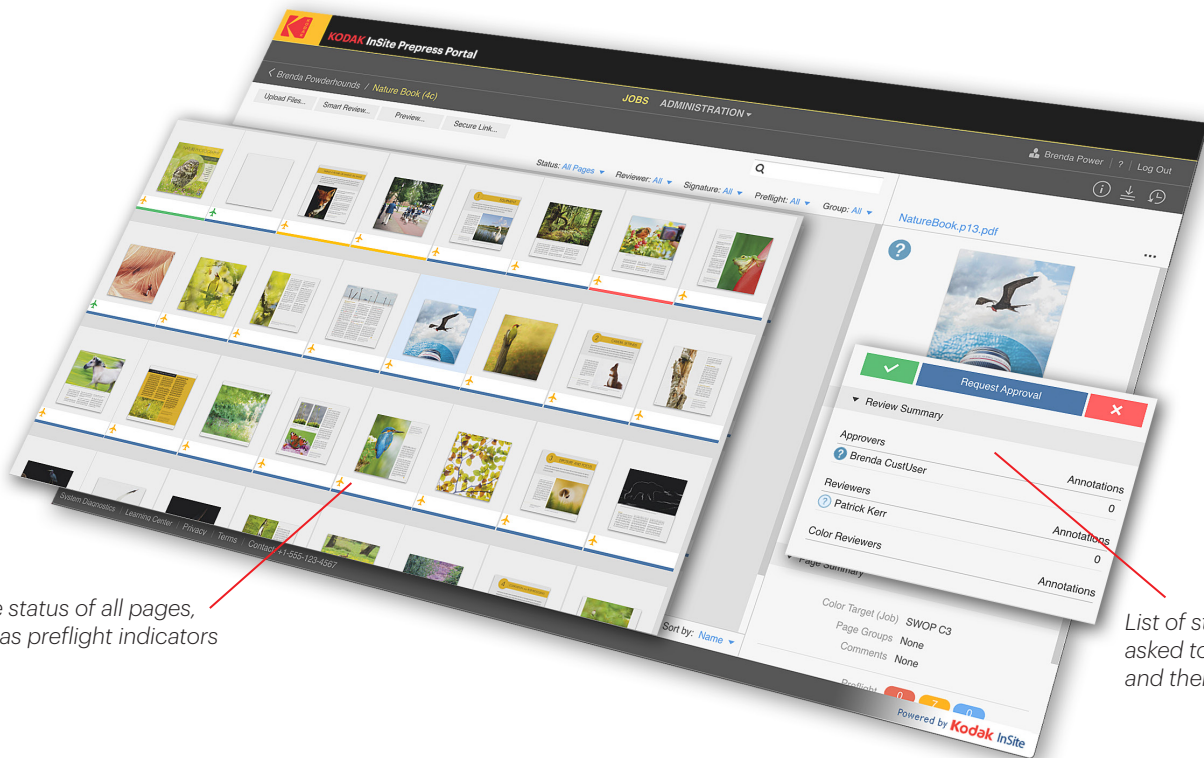 KODAK InSite Prepress Portal
Brenda Powderhounds / Nature Book (4c)
JOBS ADMINISTRATION
Brenda Power | ? | Log Out
Upload Files... Smart Review... Preview... Secure Link...
Status: All Pages Reviewer: All Signature: All Preflight: All Group: All
NatureBook.p13.pdf
Request Approval
Review Summary
Approvers Annotations
Brenda CustUser 0
Reviewers Annotations
Patrick Kerr 0
Color Reviewers Annotations
Page Summary
Color Target (Job) SWOP C3
Page Groups None
Comments None
Preflight 0 7 0
Sort by: Name
System Diagnostics | Learning Center | Privacy | Terms | Contact: +1-555-123-4567
Powered by Kodak InSite
status of all pages,
as preflight indicators
List of
asked to
and